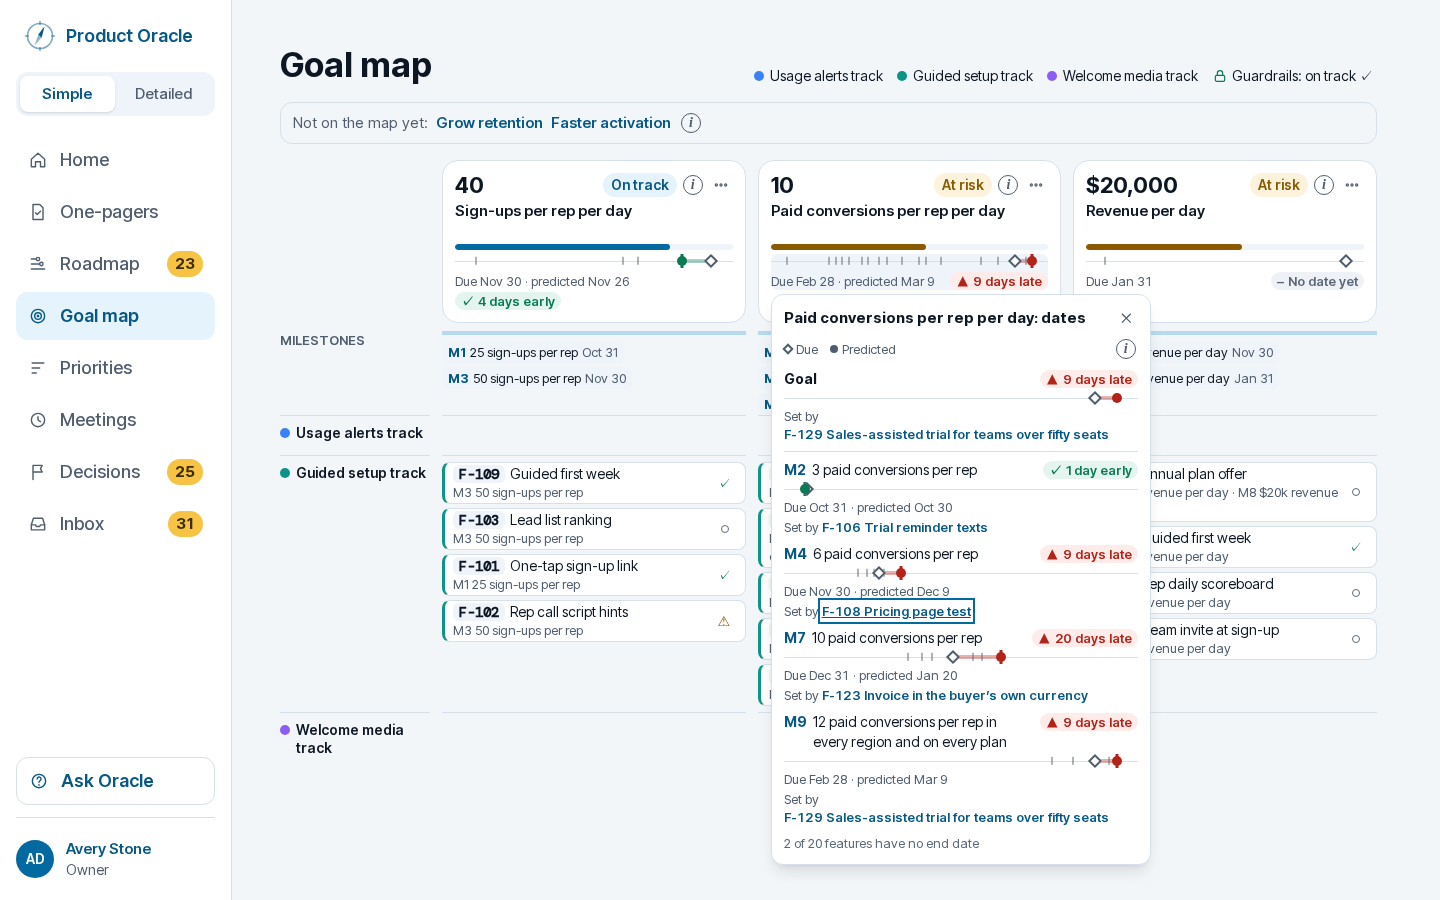 Product Oracle
Simple
Detailed
Home
One-pagers
Roadmap
23
Goal map
Priorities
Meetings
Decisions
25
Inbox
31
Ask Oracle
AD
Avery Stone
Owner
Goal map
Usage alerts track
Guided setup track
Welcome media track
Guardrails: on track ✓
Not on the map yet: Grow retention Faster activation i
40
On track
i
Sign-ups per rep per day
Due Nov 30 · predicted Nov 26
✓ 4 days early
10
At risk
i
Paid conversions per rep per day
Due Feb 28 · predicted Mar 9
▲ 9 days late
$20,000
At risk
i
Revenue per day
Due Jan 31
– No date yet
MILESTONES
M1 25 sign-ups per rep Oct 31
M3 50 sign-ups per rep Nov 30
enue per day Nov 30
venue per day Jan 31
Usage alerts track
Guided setup track
F-109 Guided first week
M3 50 sign-ups per rep
✓
F-103 Lead list ranking
M3 50 sign-ups per rep
F-101 One-tap sign-up link
M1 25 sign-ups per rep
✓
F-102 Rep call script hints
M3 50 sign-ups per rep
⚠
nnual plan offer
venue per day · M8 $20k revenue
uided first week
venue per day
✓
ep daily scoreboard
venue per day
eam invite at sign-up
venue per day
Welcome media
track
Paid conversions per rep per day: dates
Due
Predicted
i
Goal
▲ 9 days late
Set by
F-129 Sales-assisted trial for teams over fifty seats
M2 3 paid conversions per rep
✓ 1 day early
Due Oct 31 · predicted Oct 30
Set by F-106 Trial reminder texts
M4 6 paid conversions per rep
▲ 9 days late
Due Nov 30 · predicted Dec 9
Set by F-108 Pricing page test
M7 10 paid conversions per rep
▲ 20 days late
Due Dec 31 · predicted Jan 20
Set by F-123 Invoice in the buyer's own currency
M9 12 paid conversions per rep in
every region and on every plan
▲ 9 days late
Due Feb 28 · predicted Mar 9
Set by
F-129 Sales-assisted trial for teams over fifty seats
2 of 20 features have no end date